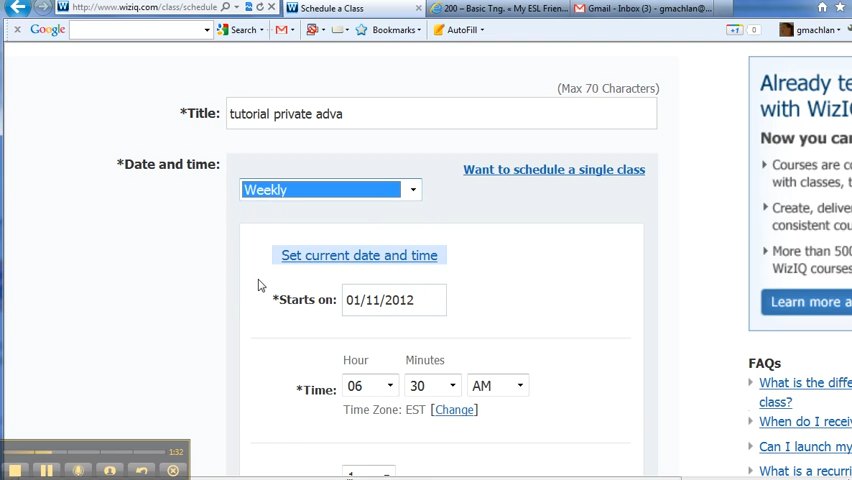 http://www.wiziq.com/class/schedule
Schedule a Class
200 – Basic Tng. « My ESL Frien...
Gmail - Inbox (3) - gmachlan@...
Google
Search
Bookmarks
AutoFill
+1
0
gmachlan
(Max 70 Characters)
*Title:
tutorial private adva
*Date and time:
Want to schedule a single class
Weekly
Set current date and time
*Starts on:
01/11/2012
Hour
Minutes
*Time:
06
30
AM
Time Zone: EST [Change]
Already te
with WizI
Now you can
Courses are co
with classes, t
Create, deliver
consistent cou
More than 500
WizIQ courses
Learn more a
FAQs
What is the diffe
class?
When do I receiv
Can I launch my
What is a recurri
1:32